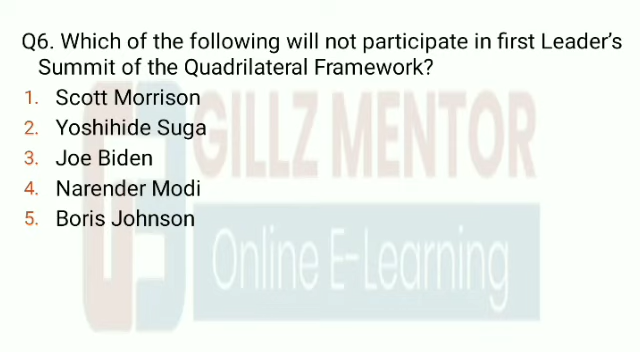 Q6. Which of the following will not participate in first Leader's
Summit of the Quadrilateral Framework?
1. Scott Morrison
2. Yoshihide Suga
3. Joe Biden
4. Narender Modi
5. Boris Johnson
GILLZ MENTOR
Online E-Learning